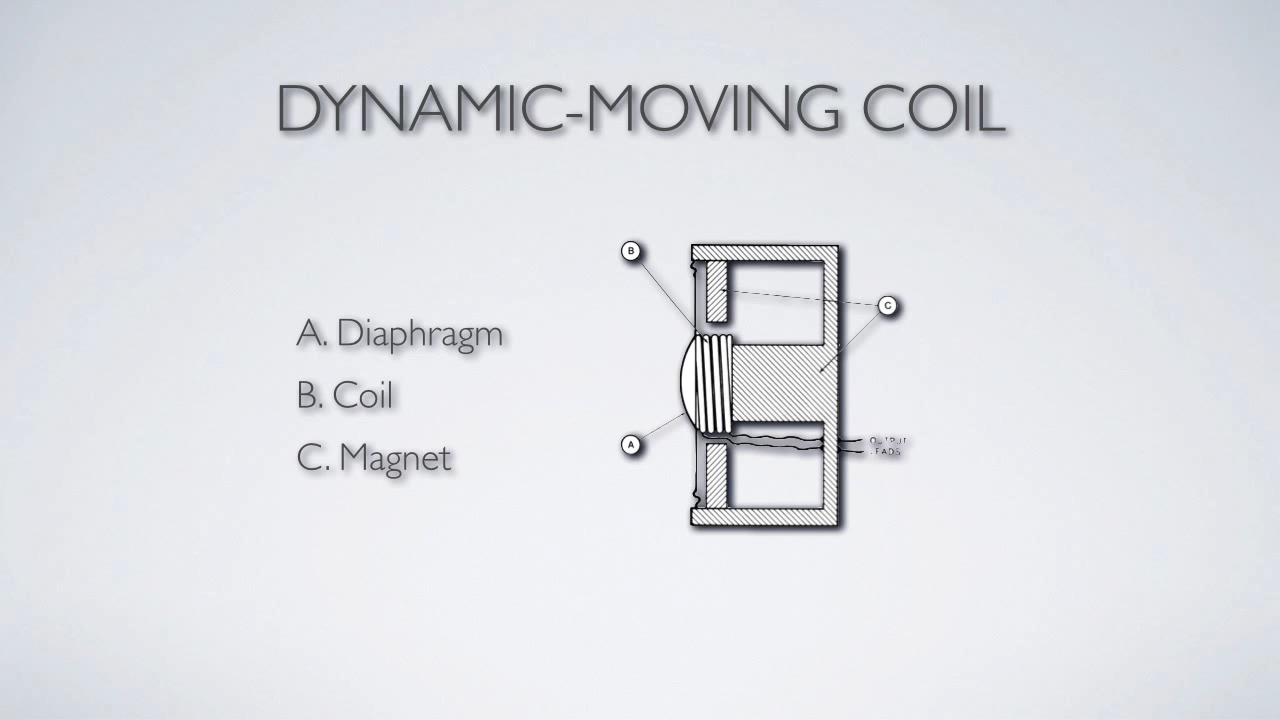 DYNAMIC-MOVING COIL
B
C
A. Diaphragm
B. Coil
C. Magnet
A